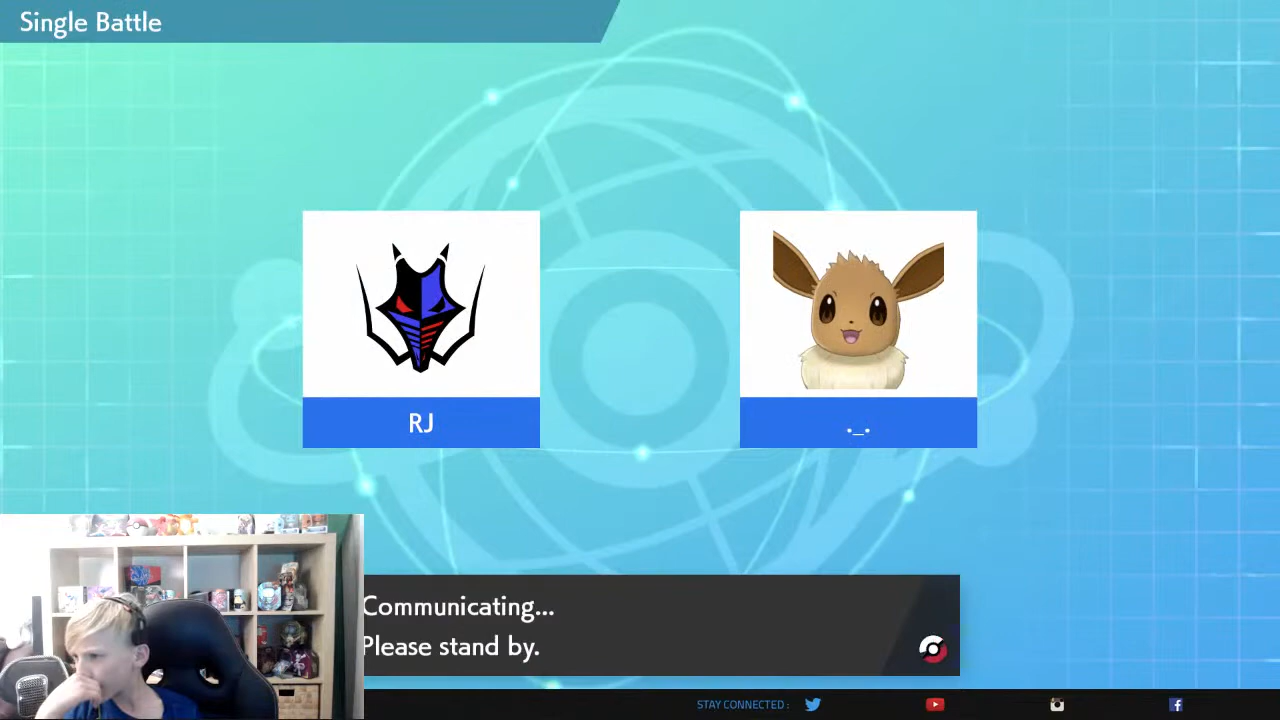 Single Battle
RJ
._.
Communicating...
Please stand by.
STAY CONNECTED :